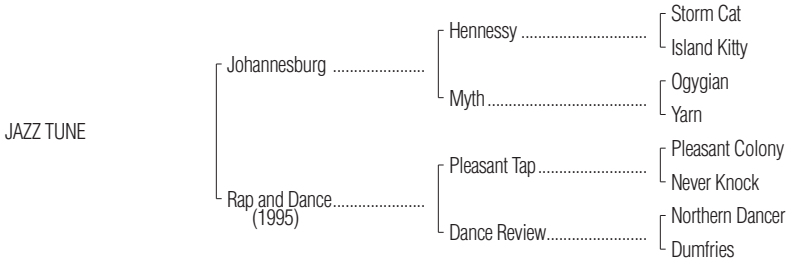 Storm Cat
Hennessy ..............................
Island Kitty
Johannesburg ......................
Ogygian
Myth......................................
Yarn
JAZZ TUNE
Pleasant Colony
Pleasant Tap..........................
Never Knock
Rap and Dance......................
(1995)
Northern Dancer
Dance Review........................
Dumfries